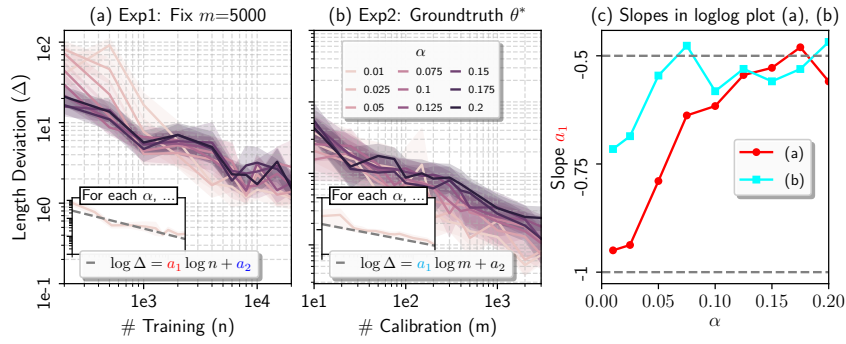 (a) Exp1: Fix m=5000
(b) Exp2: Groundtruth θ*
(c) Slopes in loglog plot (a), (b)
Length Deviation (Δ)
1e2
1e1
1e0
1e-1
For each α, ...
log Δ = a₁ log n + a₂
1e3
1e4
# Training (n)
α
0.01 0.075 0.15
0.025 0.1 0.175
0.05 0.125 0.2
For each α, ...
log Δ = a₁ log m + a₂
1e1
1e2
1e3
# Calibration (m)
Slope a₁
-0.5
-0.75
-1
(a)
(b)
0.00 0.05 0.10 0.15 0.20
α